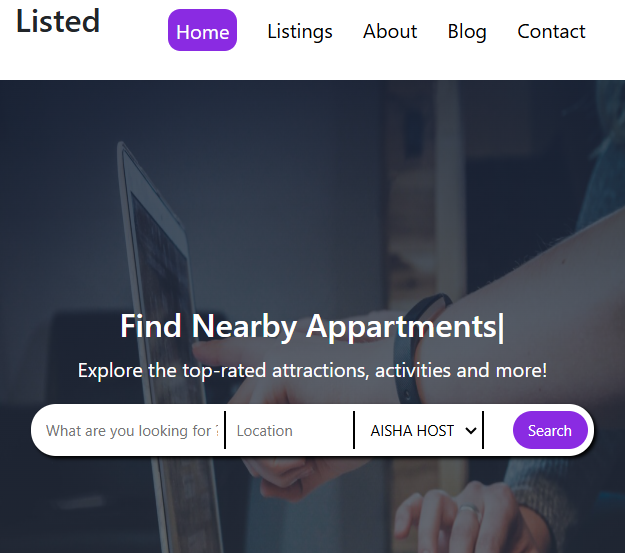 Listed
Home Listings About Blog Contact
Find Nearby Appartments|
Explore the top-rated attractions, activities and more!
What are you looking for ?
Location
AISHA HOST
Search